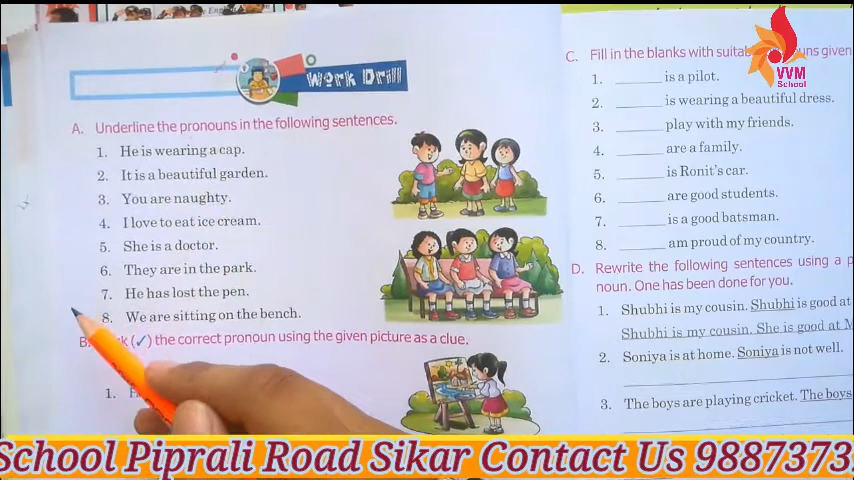 Work Drill
A. Underline the pronouns in the following sentences.
1. He is wearing a cap.
2. It is a beautiful garden.
3. You are naughty.
4. I love to eat ice cream.
5. She is a doctor.
6. They are in the park.
7. He has lost the pen.
8. We are sitting on the bench.
B. (✓) the correct pronoun using the given picture as a clue.
1.
C. Fill in the blanks with suitable given
1. ______ is a pilot.
2. ______ is wearing a beautiful dress.
3. ______ play with my friends.
4. ______ are a family.
5. ______ is Ronit's car.
6. ______ are good students.
7. ______ is a good batsman.
8. ______ am proud of my country.
D. Rewrite the following sentences using a
noun. One has been done for you.
1. Shubhi is my cousin. Shubhi is good at
Shubhi is my cousin. She is good at M
2. Soniya is at home. Soniya is not well.
3. The boys are playing cricket. The boys
VVM
School
School Piprali Road Sikar Contact Us 9887373